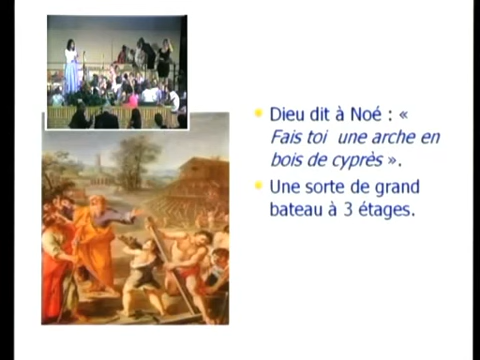 Dieu dit à Noé : «
Fais toi une arche en
bois de cyprès ».
Une sorte de grand
bateau à 3 étages.